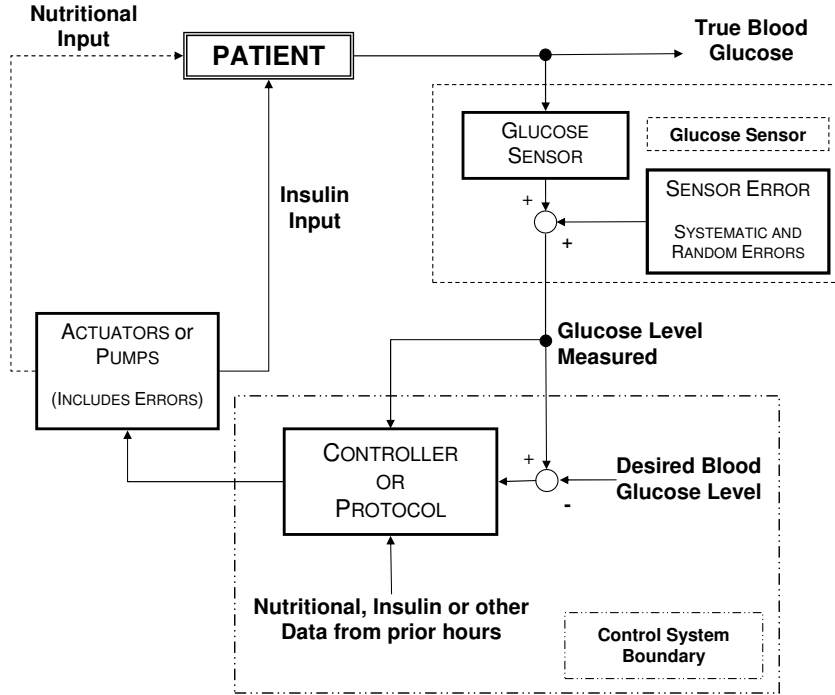 Nutritional
Input
PATIENT
True Blood
Glucose
GLUCOSE
SENSOR
Glucose Sensor
SENSOR ERROR
SYSTEMATIC AND
RANDOM ERRORS
+
+
Insulin
Input
ACTUATORS or
PUMPS
(INCLUDES ERRORS)
Glucose Level
Measured
CONTROLLER
OR
PROTOCOL
+
-
Desired Blood
Glucose Level
Nutritional, Insulin or other
Data from prior hours
Control System
Boundary